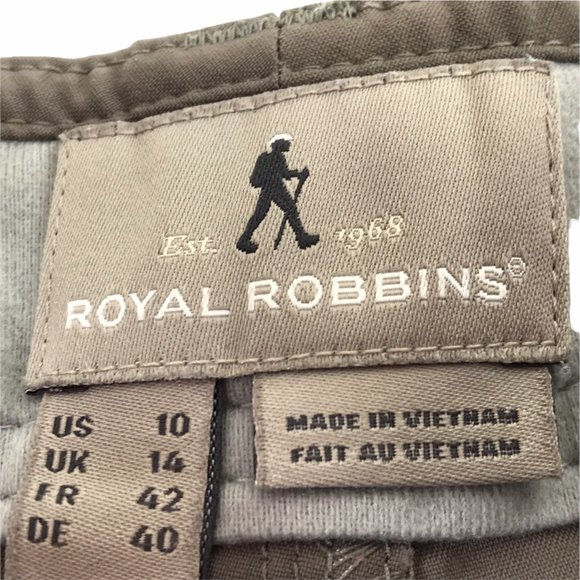 Est. 1968
ROYAL ROBBINS®
US 10
UK 14
FR 42
DE 40
MADE IN VIETNAM
FAIT AU VIETNAM